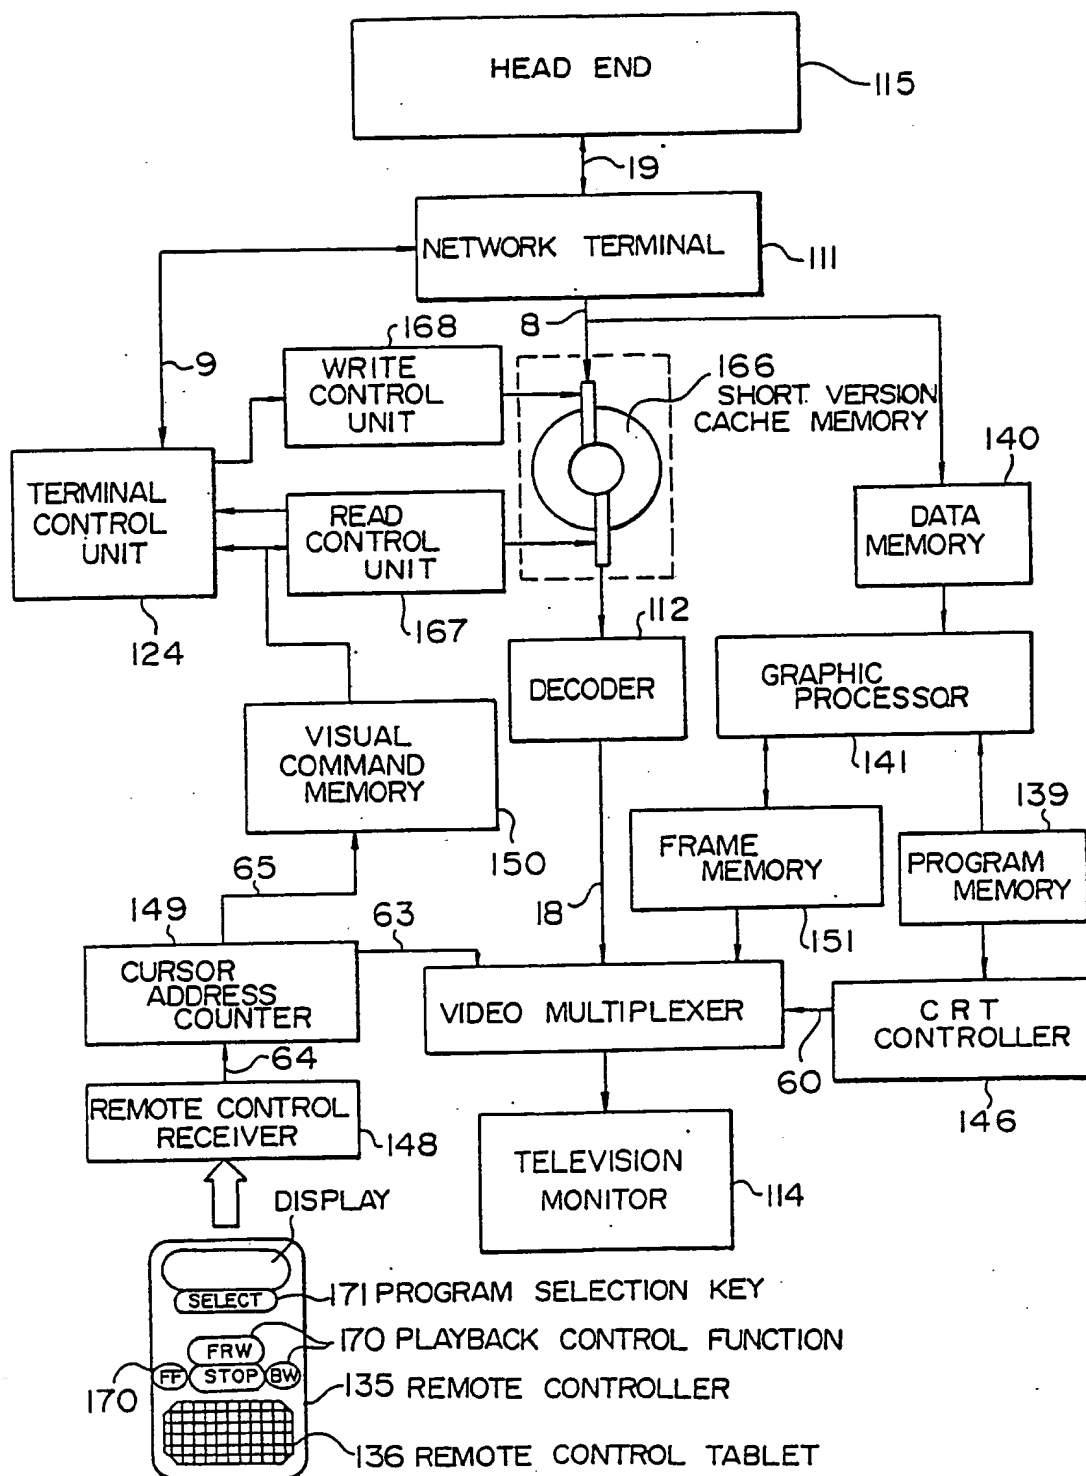 HEAD END
115
19
NETWORK TERMINAL
111
8
9
168
WRITE
CONTROL
UNIT
166
SHORT VERSION
CACHE MEMORY
140
DATA
MEMORY
TERMINAL
CONTROL
UNIT
124
READ
CONTROL
UNIT
167
112
DECODER
GRAPHIC
PROCESSOR
141
VISUAL
COMMAND
MEMORY
150
139
FRAME
MEMORY
151
PROGRAM
MEMORY
65
18
149
63
CURSOR
ADDRESS
COUNTER
VIDEO MULTIPLEXER
60
CRT
CONTROLLER
146
64
REMOTE CONTROL
RECEIVER
148
TELEVISION
MONITOR
114
DISPLAY
SELECT
171 PROGRAM SELECTION KEY
FRW
170 PLAYBACK CONTROL FUNCTION
170
FF
STOP
BW
135 REMOTE CONTROLLER
136 REMOTE CONTROL TABLET